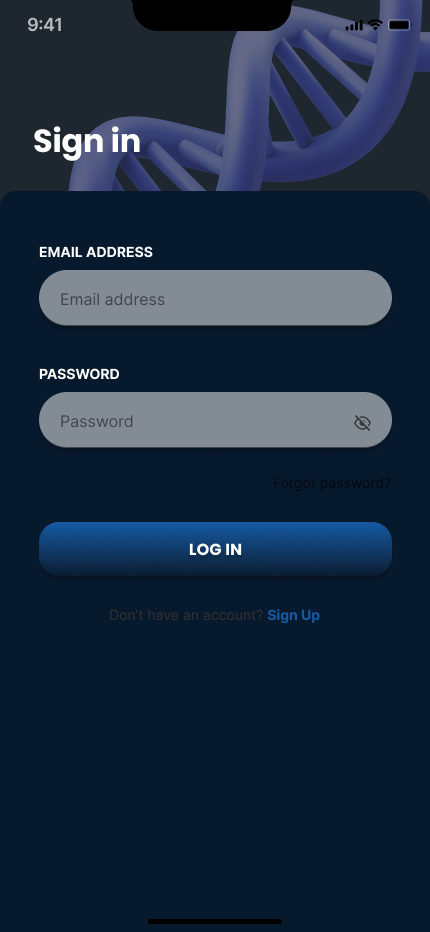 9:41
Sign in
EMAIL ADDRESS
Email address
PASSWORD
Password
Forgot password?
LOG IN
Don't have an account? Sign Up